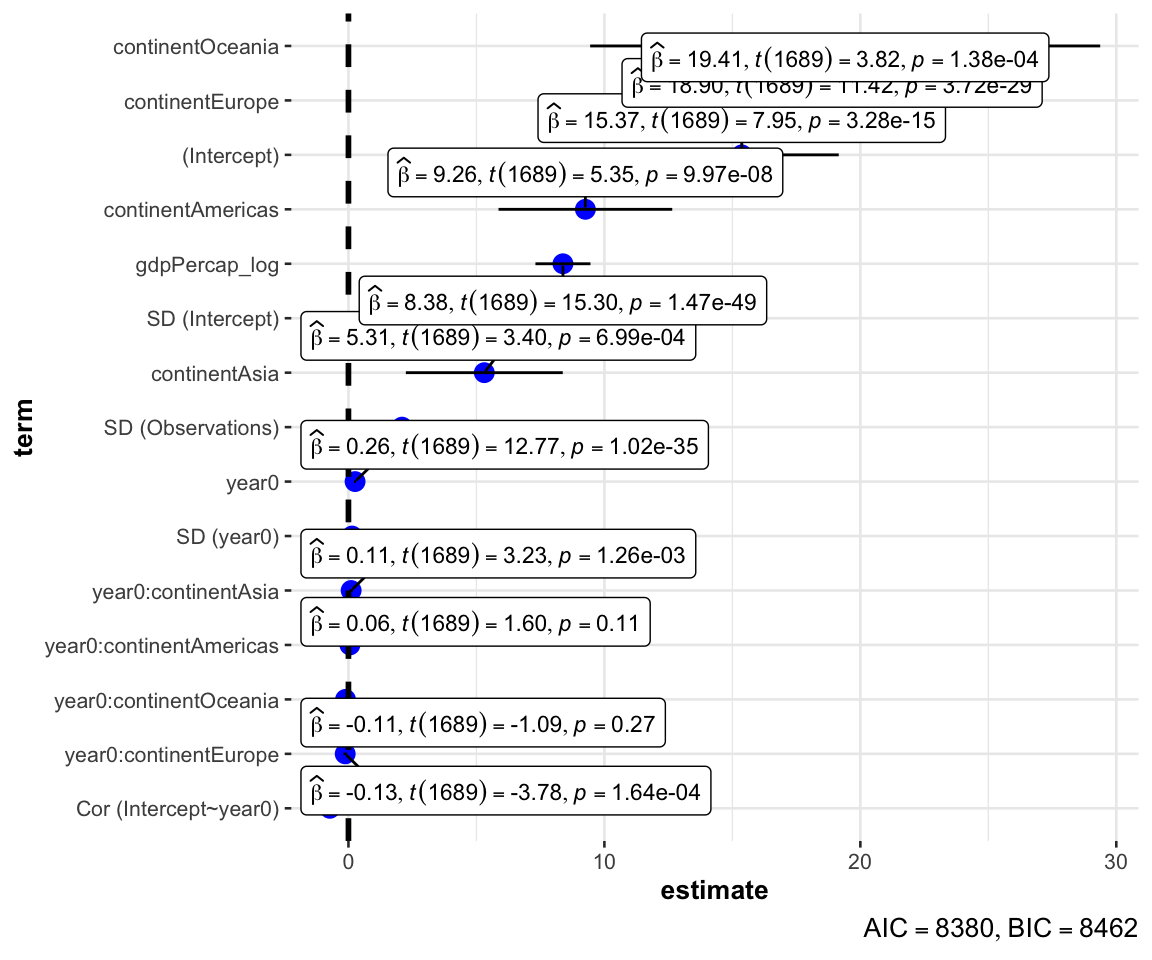 continentOceania
β̂ = 19.41, t(1689) = 3.82, p = 1.38e-04
β̂ = 18.90, t(1689) = 11.42, p = 3.72e-29
continentEurope
β̂ = 15.37, t(1689) = 7.95, p = 3.28e-15
(Intercept)
β̂ = 9.26, t(1689) = 5.35, p = 9.97e-08
continentAmericas
gdpPercap_log
β̂ = 8.38, t(1689) = 15.30, p = 1.47e-49
SD (Intercept)
β̂ = 5.31, t(1689) = 3.40, p = 6.99e-04
continentAsia
SD (Observations)
β̂ = 0.26, t(1689) = 12.77, p = 1.02e-35
year0
SD (year0)
β̂ = 0.11, t(1689) = 3.23, p = 1.26e-03
year0:continentAsia
β̂ = 0.06, t(1689) = 1.60, p = 0.11
year0:continentAmericas
year0:continentOceania
β̂ = -0.11, t(1689) = -1.09, p = 0.27
year0:continentEurope
β̂ = -0.13, t(1689) = -3.78, p = 1.64e-04
Cor (Intercept~year0)
term
0 10 20 30
estimate
AIC = 8380, BIC = 8462